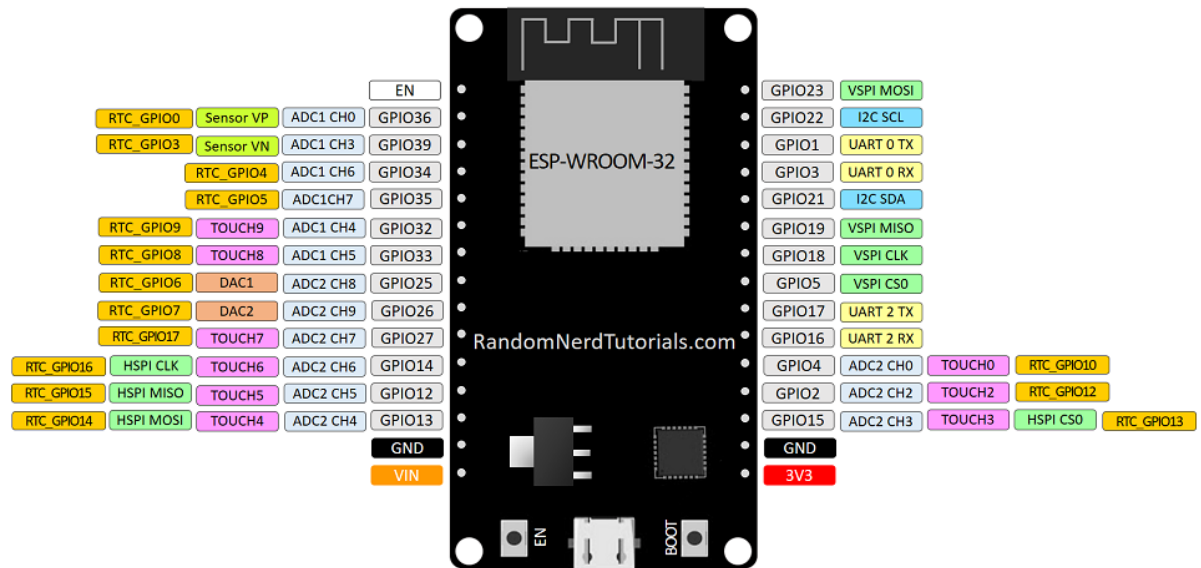 EN GPIO23 VSPI MOSI
RTC_GPIO0 Sensor VP ADC1 CH0 GPIO36 GPIO22 I2C SCL
RTC_GPIO3 Sensor VN ADC1 CH3 GPIO39 GPIO1 UART 0 TX
ESP-WROOM-32
RTC_GPIO4 ADC1 CH6 GPIO34 GPIO3 UART 0 RX
RTC_GPIO5 ADC1CH7 GPIO35 GPIO21 I2C SDA
RTC_GPIO9 TOUCH9 ADC1 CH4 GPIO32 GPIO19 VSPI MISO
RTC_GPIO8 TOUCH8 ADC1 CH5 GPIO33 GPIO18 VSPI CLK
RTC_GPIO6 DAC1 ADC2 CH8 GPIO25 GPIO5 VSPI CS0
RTC_GPIO7 DAC2 ADC2 CH9 GPIO26 GPIO17 UART 2 TX
RTC_GPIO17 TOUCH7 ADC2 CH7 GPIO27 RandomNerdTutorials.com GPIO16 UART 2 RX
RTC_GPIO16 HSPI CLK TOUCH6 ADC2 CH6 GPIO14 GPIO4 ADC2 CH0 TOUCH0 RTC_GPIO10
RTC_GPIO15 HSPI MISO TOUCH5 ADC2 CH5 GPIO12 GPIO2 ADC2 CH2 TOUCH2 RTC_GPIO12
RTC_GPIO14 HSPI MOSI TOUCH4 ADC2 CH4 GPIO13 GPIO15 ADC2 CH3 TOUCH3 HSPI CS0 RTC_GPIO13
GND GND
VIN 3V3
EN BOOT